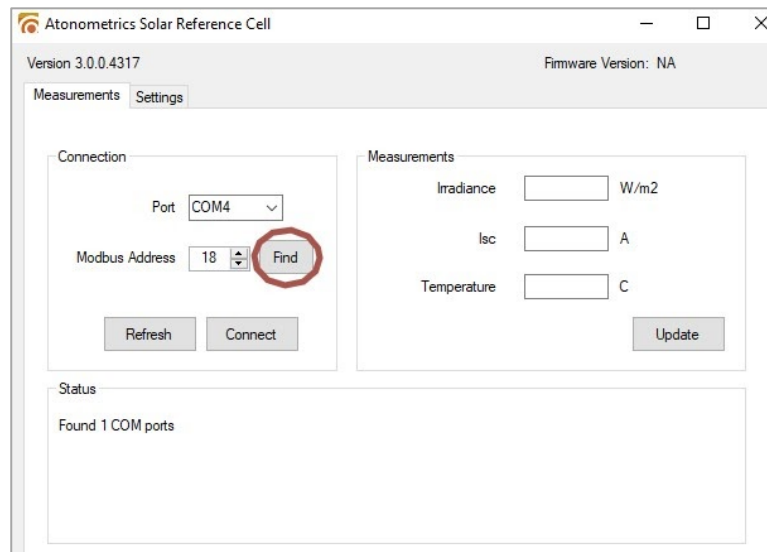 Atonometrics Solar Reference Cell
Version 3.0.0.4317
Firmware Version: NA
Measurements
Settings
Connection
Port
COM4
Modbus Address
18
Find
Refresh
Connect
Measurements
Irradiance
W/m2
Isc
A
Temperature
C
Update
Status
Found 1 COM ports